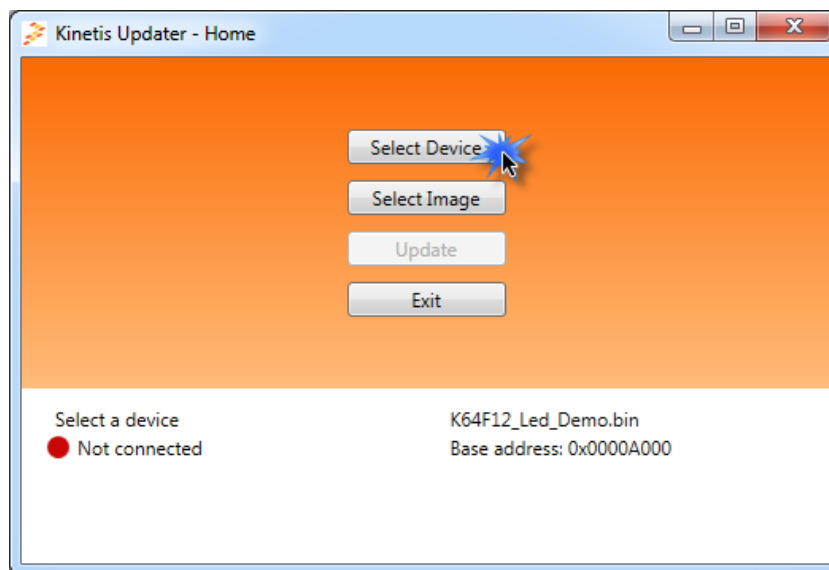 Kinetis Updater - Home
Select Device
Select Image
Update
Exit
Select a device
Not connected
K64F12_Led_Demo.bin
Base address: 0x0000A000